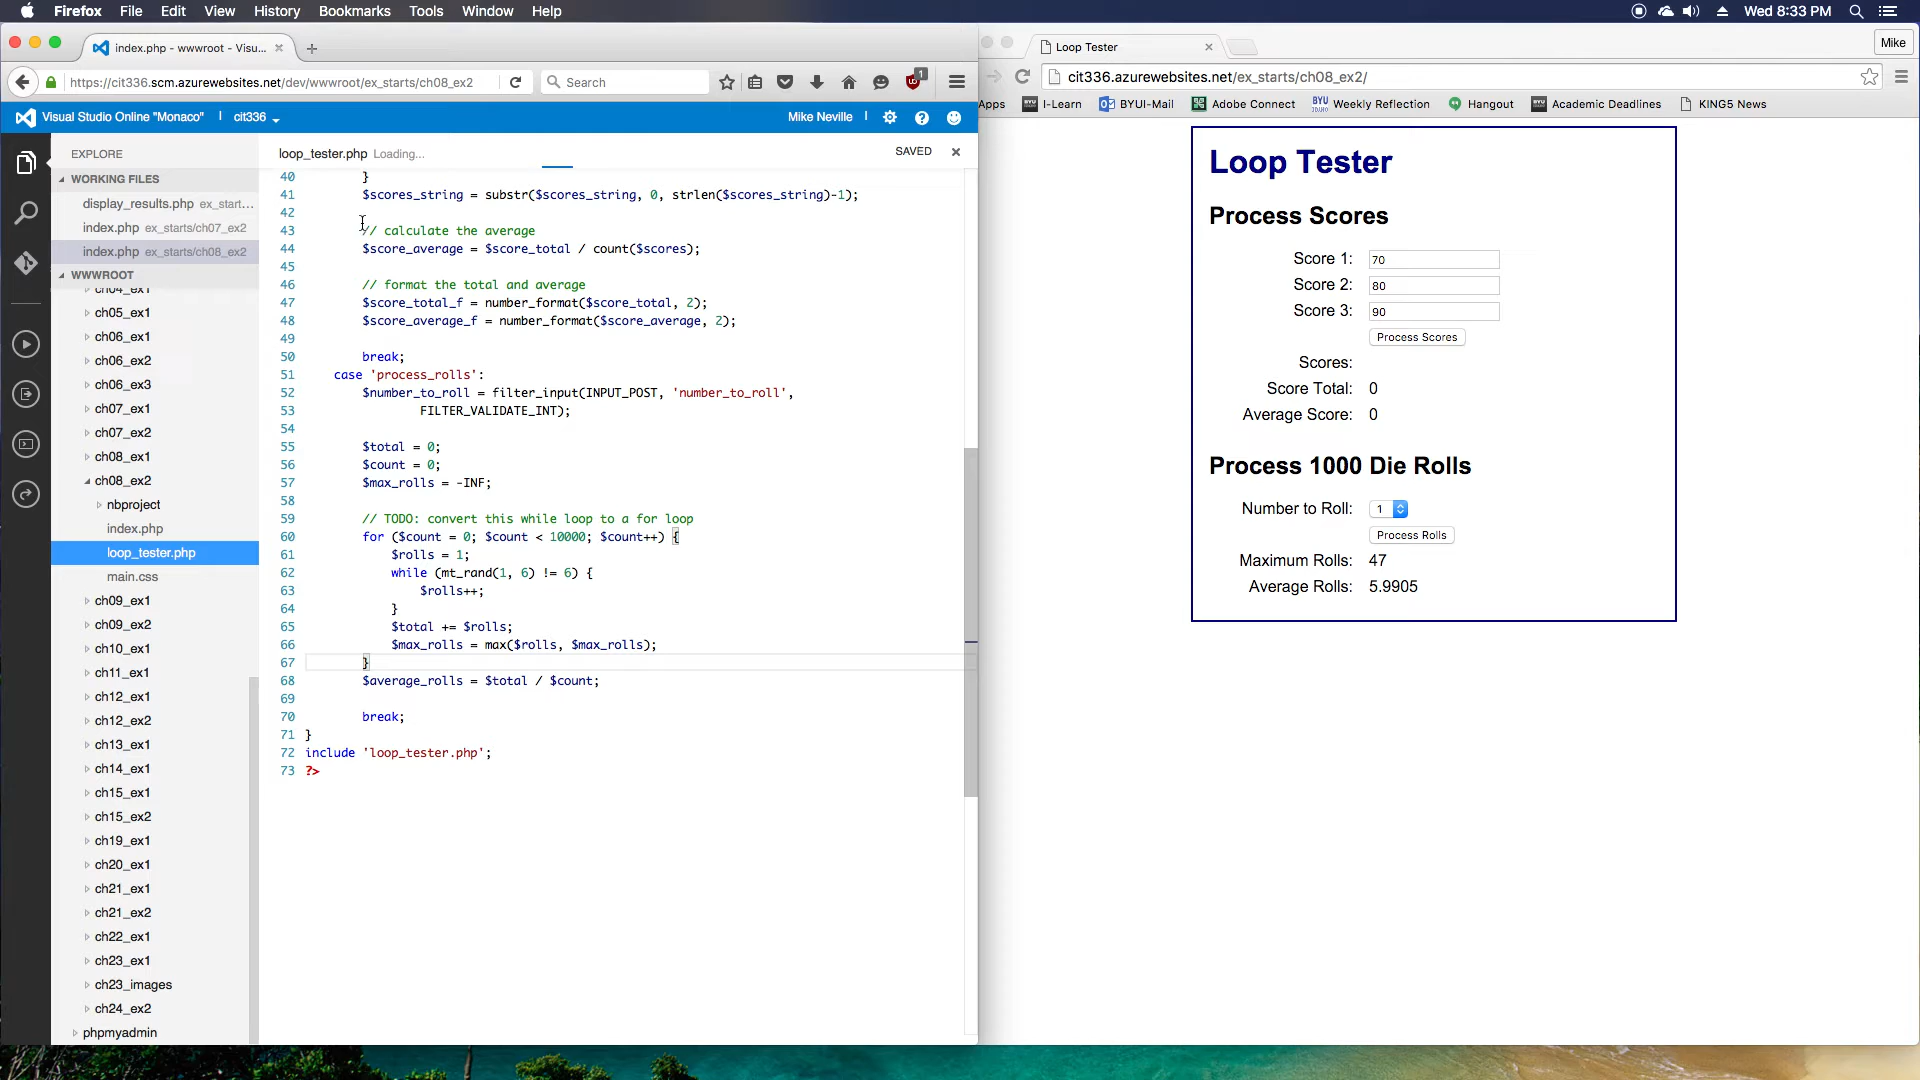 Firefox File Edit View History Bookmarks Tools Window Help
Wed 8:33 PM
index.php - wwwroot - Visu...
https://cit336.scm.azurewebsites.net/dev/wwwroot/ex_starts/ch08_ex2
Search
1
Visual Studio Online "Monaco" cit336
Mike Neville
EXPLORE
WORKING FILES
display_results.php ex_start...
index.php ex_starts/ch07_ex2
index.php ex_starts/ch08_ex2
WWWROOT
ch04_ex1
ch05_ex1
ch06_ex1
ch06_ex2
ch06_ex3
ch07_ex1
ch07_ex2
ch08_ex1
ch08_ex2
nbproject
index.php
loop_tester.php
main.css
ch09_ex1
ch09_ex2
ch10_ex1
ch11_ex1
ch12_ex1
ch12_ex2
ch13_ex1
ch14_ex1
ch15_ex1
ch15_ex2
ch19_ex1
ch20_ex1
ch21_ex1
ch21_ex2
ch22_ex1
ch23_ex1
ch23_images
ch24_ex2
phpmyadmin
loop_tester.php Loading...
SAVED
40 }
41 $scores_string = substr($scores_string, 0, strlen($scores_string)-1);
42
43 // calculate the average
44 $score_average = $score_total / count($scores);
45
46 // format the total and average
47 $score_total_f = number_format($score_total, 2);
48 $score_average_f = number_format($score_average, 2);
49
50 break;
51 case 'process_rolls':
52 $number_to_roll = filter_input(INPUT_POST, 'number_to_roll',
53 FILTER_VALIDATE_INT);
54
55 $total = 0;
56 $count = 0;
57 $max_rolls = -INF;
58
59 // TODO: convert this while loop to a for loop
60 for ($count = 0; $count < 10000; $count++) {
61 $rolls = 1;
62 while (mt_rand(1, 6) != 6) {
63 $rolls++;
64 }
65 $total += $rolls;
66 $max_rolls = max($rolls, $max_rolls);
67 }
68 $average_rolls = $total / $count;
69
70 break;
71 }
72 include 'loop_tester.php';
73 ?>
Loop Tester
Mike
cit336.azurewebsites.net/ex_starts/ch08_ex2/
Apps I-Learn BYUI-Mail Adobe Connect Weekly Reflection Hangout Academic Deadlines KING5 News
Loop Tester
Process Scores
Score 1: 70
Score 2: 80
Score 3: 90
Process Scores
Scores:
Score Total: 0
Average Score: 0
Process 1000 Die Rolls
Number to Roll: 1
Process Rolls
Maximum Rolls: 47
Average Rolls: 5.9905